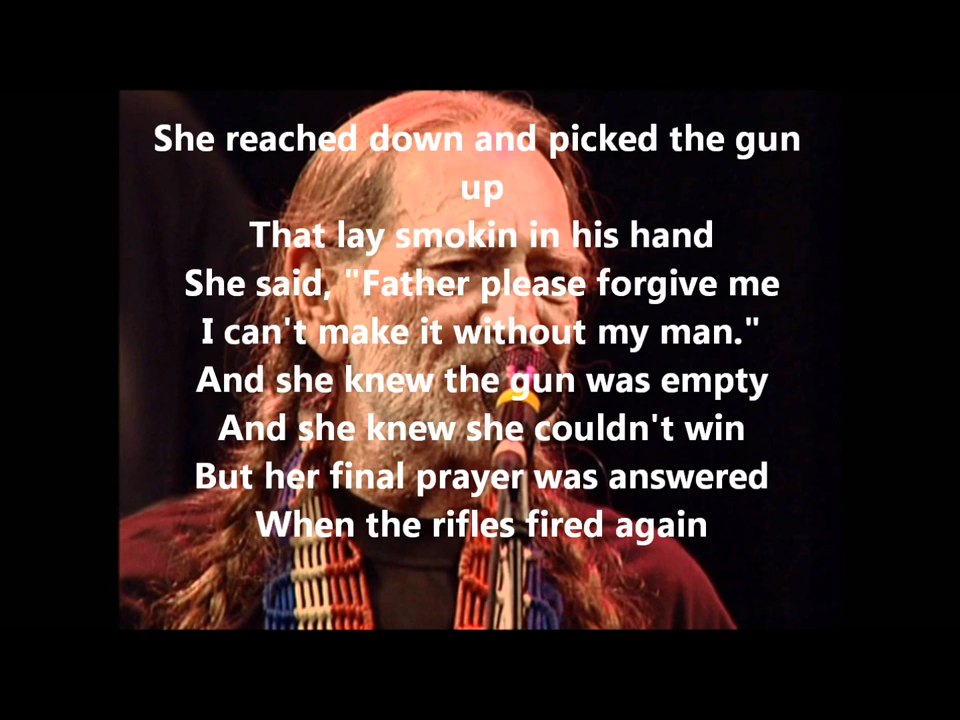 She reached down and picked the gun
up
That lay smokin in his hand
She said, "Father please forgive me
I can't make it without my man."
And she knew the gun was empty
And she knew she couldn't win
But her final prayer was answered
When the rifles fired again